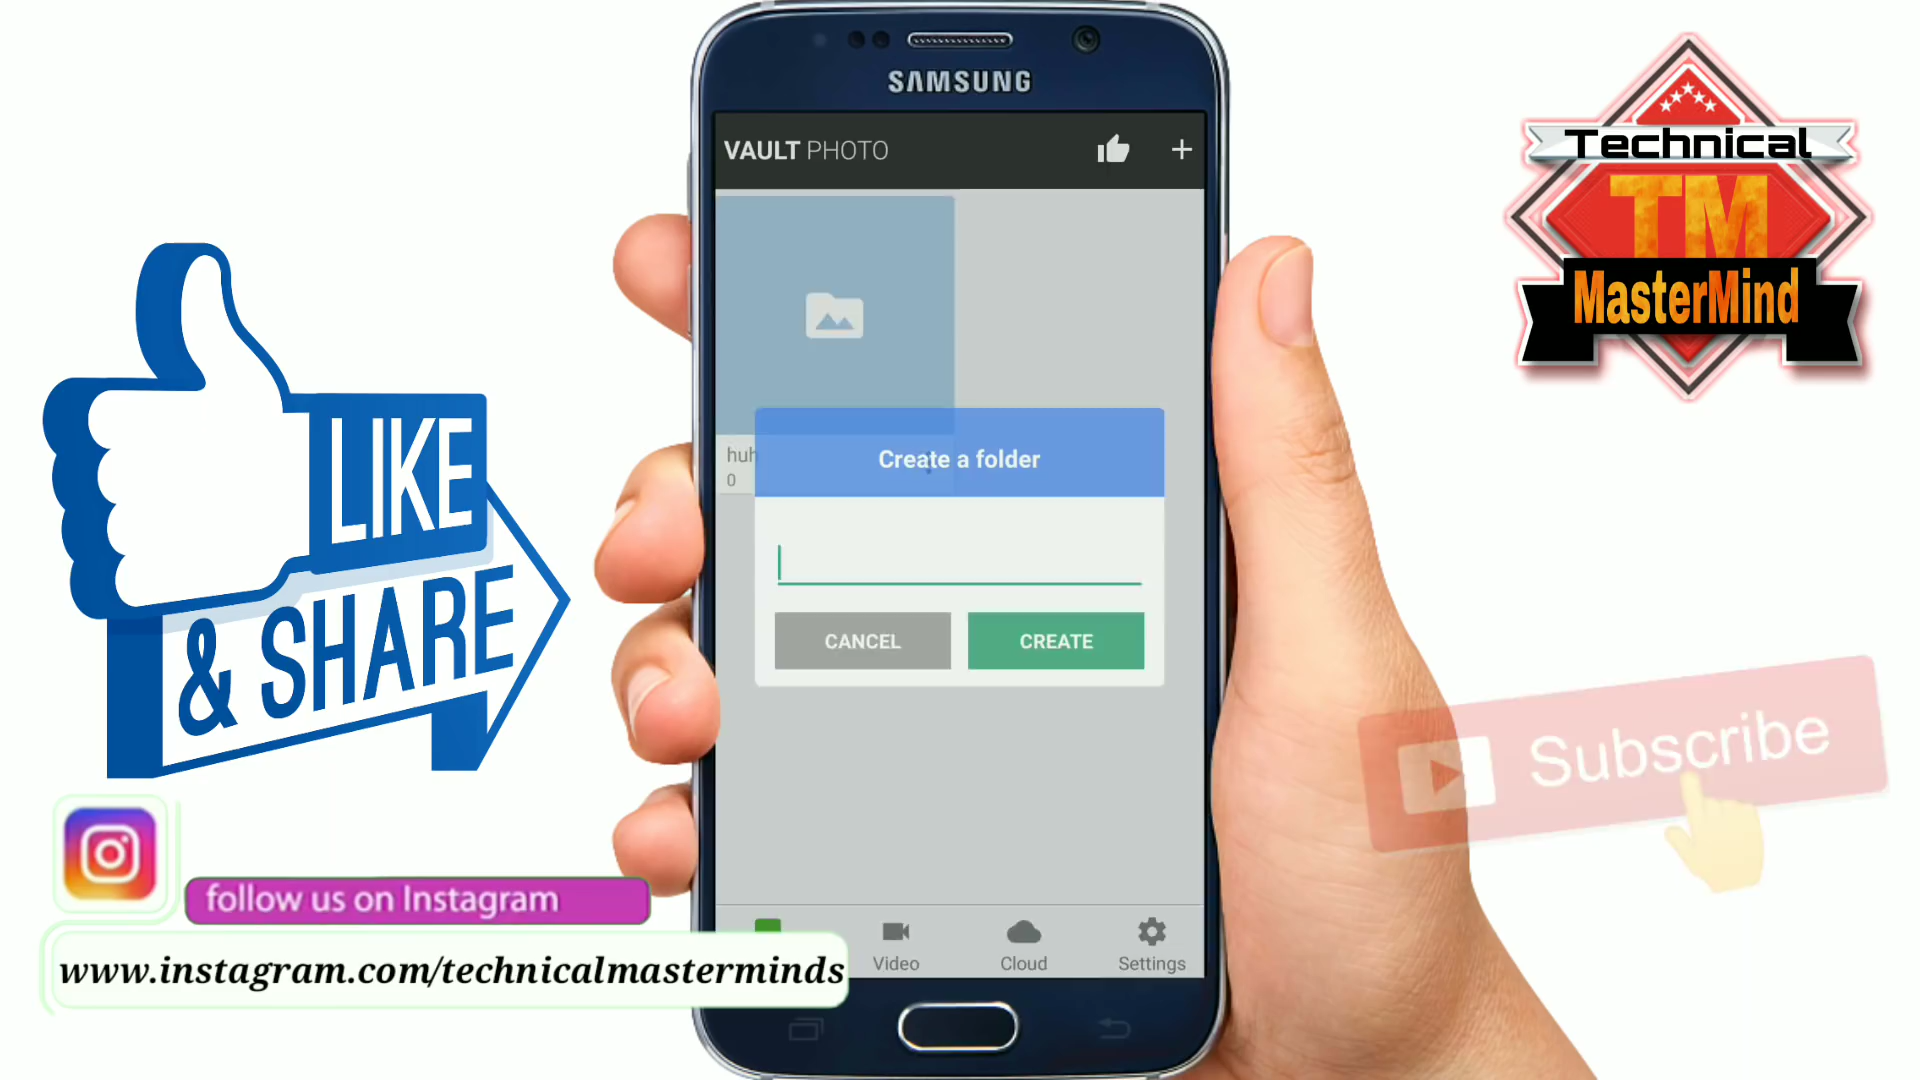 SAMSUNG
VAULT PHOTO
Technical
TM
MasterMind
LIKE
& SHARE
huh
0
Create a folder
CANCEL
CREATE
Subscribe
follow us on Instagram
www.instagram.com/technicalmasterminds
Video
Cloud
Settings